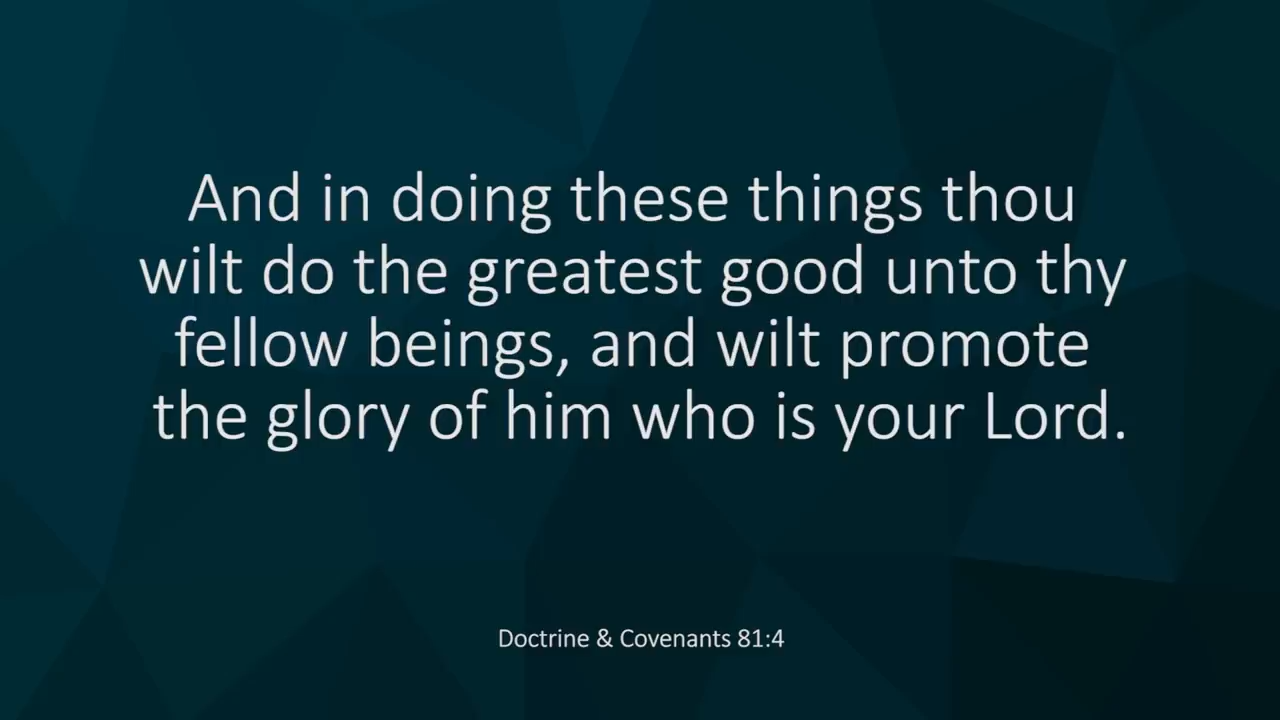 And in doing these things thou
wilt do the greatest good unto thy
fellow beings, and wilt promote
the glory of him who is your Lord.
Doctrine & Covenants 81:4